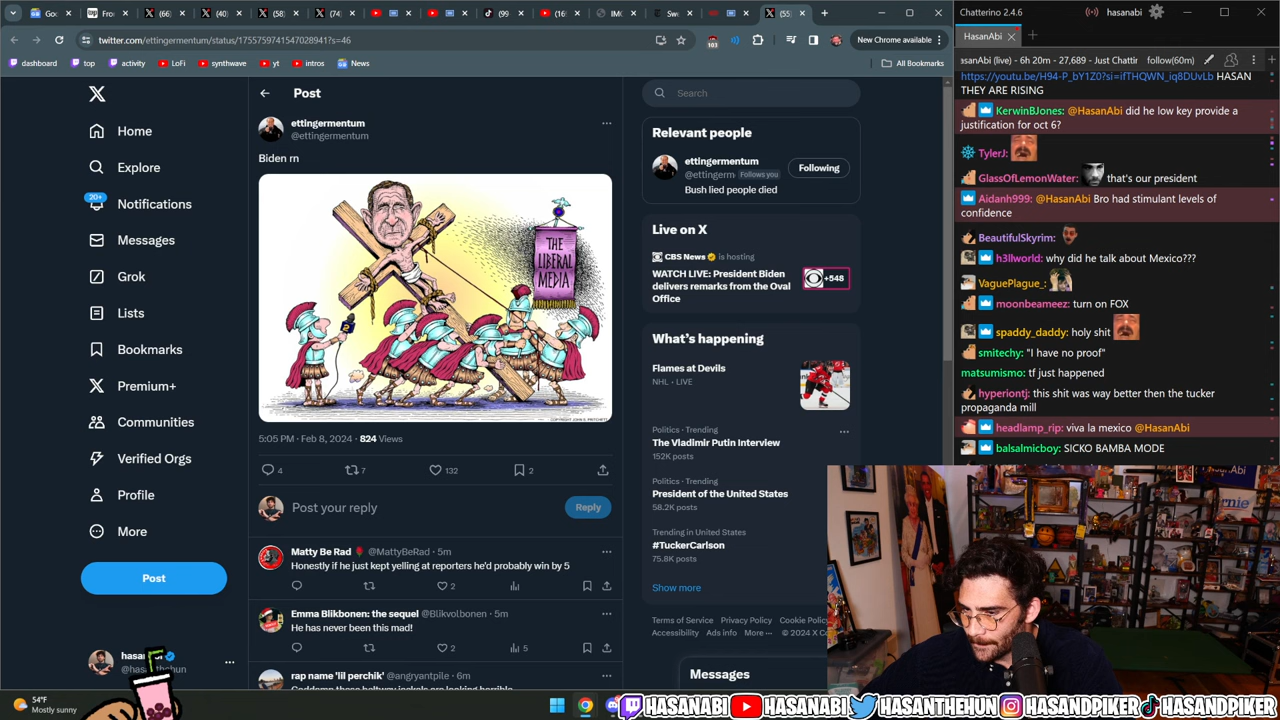 (66)
(40)
(58)
(74)
twitter.com/ettingermentum/status/1755759741547028941?s=46
103
New Chrome available
dashboard
top
activity
LoFi
synthwave
yt
intros
News
All Bookmarks
Home
Explore
20+
Notifications
Messages
Grok
Lists
Bookmarks
Premium+
Communities
Verified Orgs
Profile
More
Post
Post
ettingermentum
@ettingermentum
Biden rn
THE
LIBERAL
MEDIA
5:05 PM · Feb 8, 2024 · 824 Views
4
7
132
2
Post your reply
Reply
Matty Be Rad @MattyBeRad · 5m
Honestly if he just kept yelling at reporters he'd probably win by 5
2
Emma Blikbonen: the sequel @Blikvolbonen · 5m
He has never been this mad!
2
5
rap name 'lil perchik' @angryantpile · 6m
Search
Relevant people
ettingermentum
@ettingerm
Follows you
Following
Bush lied people died
Live on X
CBS News is hosting
WATCH LIVE: President Biden
delivers remarks from the Oval
Office
+548
What's happening
Flames at Devils
NHL · LIVE
Politics · Trending
The Vladimir Putin Interview
152K posts
Politics · Trending
President of the United States
58.2K posts
Trending in United States
#TuckerCarlson
75.8K posts
Show more
Terms of Service Privacy Policy Cookie Policy
Accessibility Ads info More ··· © 2024 X Corp
Messages
Chatterino 2.4.6
hasanabi
HasanAbi
asanAbi (live) - 6h 20m - 27,689 - Just Chattin
follow(60m)
https://youtu.be/H94-P_bY1Z0?si=ifTHQWN_iq8DUvLb HASAN
THEY ARE RISING
KerwinBJones: @HasanAbi did he low key provide a
justification for oct 6?
TylerJ:
GlassOfLemonWater: that's our president
Aidanh999: @HasanAbi Bro had stimulant levels of
confidence
BeautifulSkyrim:
h3llworld: why did he talk about Mexico???
VaguePlague_:
moonbeameez: turn on FOX
spaddy_daddy: holy shit
smitechy: "I have no proof"
matsumismo: tf just happened
hyperiontj: this shit was way better then the tucker
propaganda mill
headlamp_rip: viva la mexico @HasanAbi
balsalmicboy: SICKO BAMBA MODE
54°F
Mostly sunny
HASANABI
HASANABI
HASANTHEHUN
HASANDPIKER
HASANDPIKER